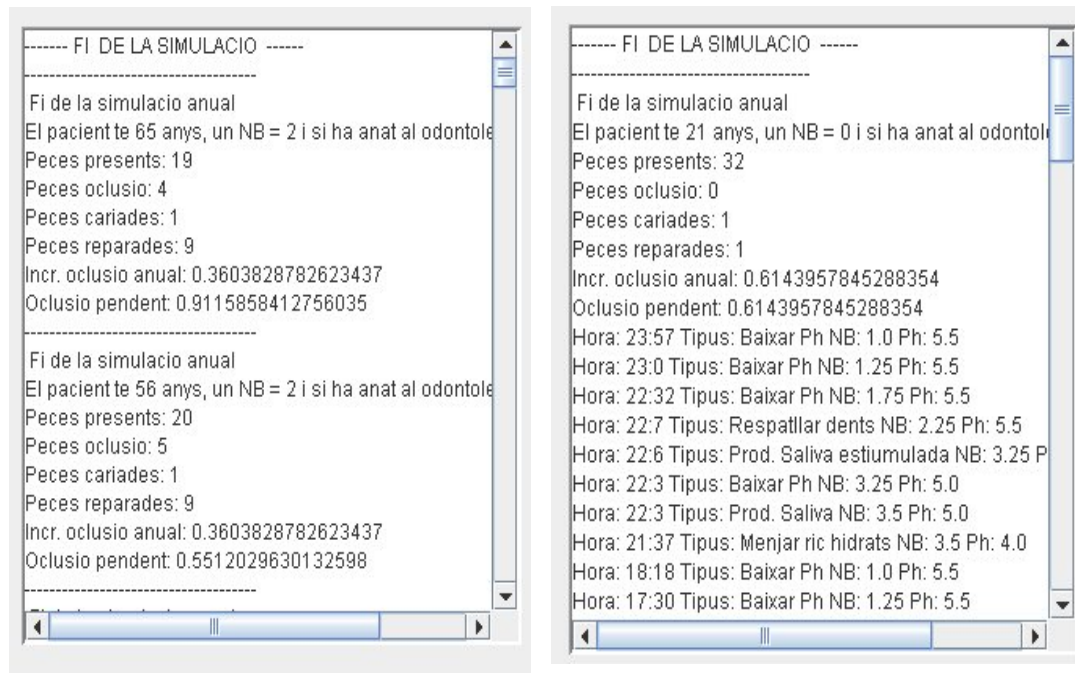 ------- FI DE LA SIMULACIO ------
------------------------------------
Fi de la simulacio anual
El pacient te 65 anys, un NB = 2 i si ha anat al odontole
Peces presents: 19
Peces oclusio: 4
Peces cariades: 1
Peces reparades: 9
Incr. oclusio anual: 0.3603828782623437
Oclusio pendent: 0.9115858412756035
------------------------------------
Fi de la simulacio anual
El pacient te 56 anys, un NB = 2 i si ha anat al odontole
Peces presents: 20
Peces oclusio: 5
Peces cariades: 1
Peces reparades: 9
Incr. oclusio anual: 0.3603828782623437
Oclusio pendent: 0.5512029630132598
------------------------------------
------- FI DE LA SIMULACIO ------
------------------------------------
Fi de la simulacio anual
El pacient te 21 anys, un NB = 0 i si ha anat al odontol
Peces presents: 32
Peces oclusio: 0
Peces cariades: 1
Peces reparades: 1
Incr. oclusio anual: 0.6143957845288354
Oclusio pendent: 0.6143957845288354
Hora: 23:57 Tipus: Baixar Ph NB: 1.0 Ph: 5.5
Hora: 23:0 Tipus: Baixar Ph NB: 1.25 Ph: 5.5
Hora: 22:32 Tipus: Baixar Ph NB: 1.75 Ph: 5.5
Hora: 22:7 Tipus: Respatllar dents NB: 2.25 Ph: 5.5
Hora: 22:6 Tipus: Prod. Saliva estiumulada NB: 3.25 P
Hora: 22:3 Tipus: Baixar Ph NB: 3.25 Ph: 5.0
Hora: 22:3 Tipus: Prod. Saliva NB: 3.5 Ph: 5.0
Hora: 21:37 Tipus: Menjar ric hidrats NB: 3.5 Ph: 4.0
Hora: 18:18 Tipus: Baixar Ph NB: 1.0 Ph: 5.5
Hora: 17:30 Tipus: Baixar Ph NB: 1.25 Ph: 5.5